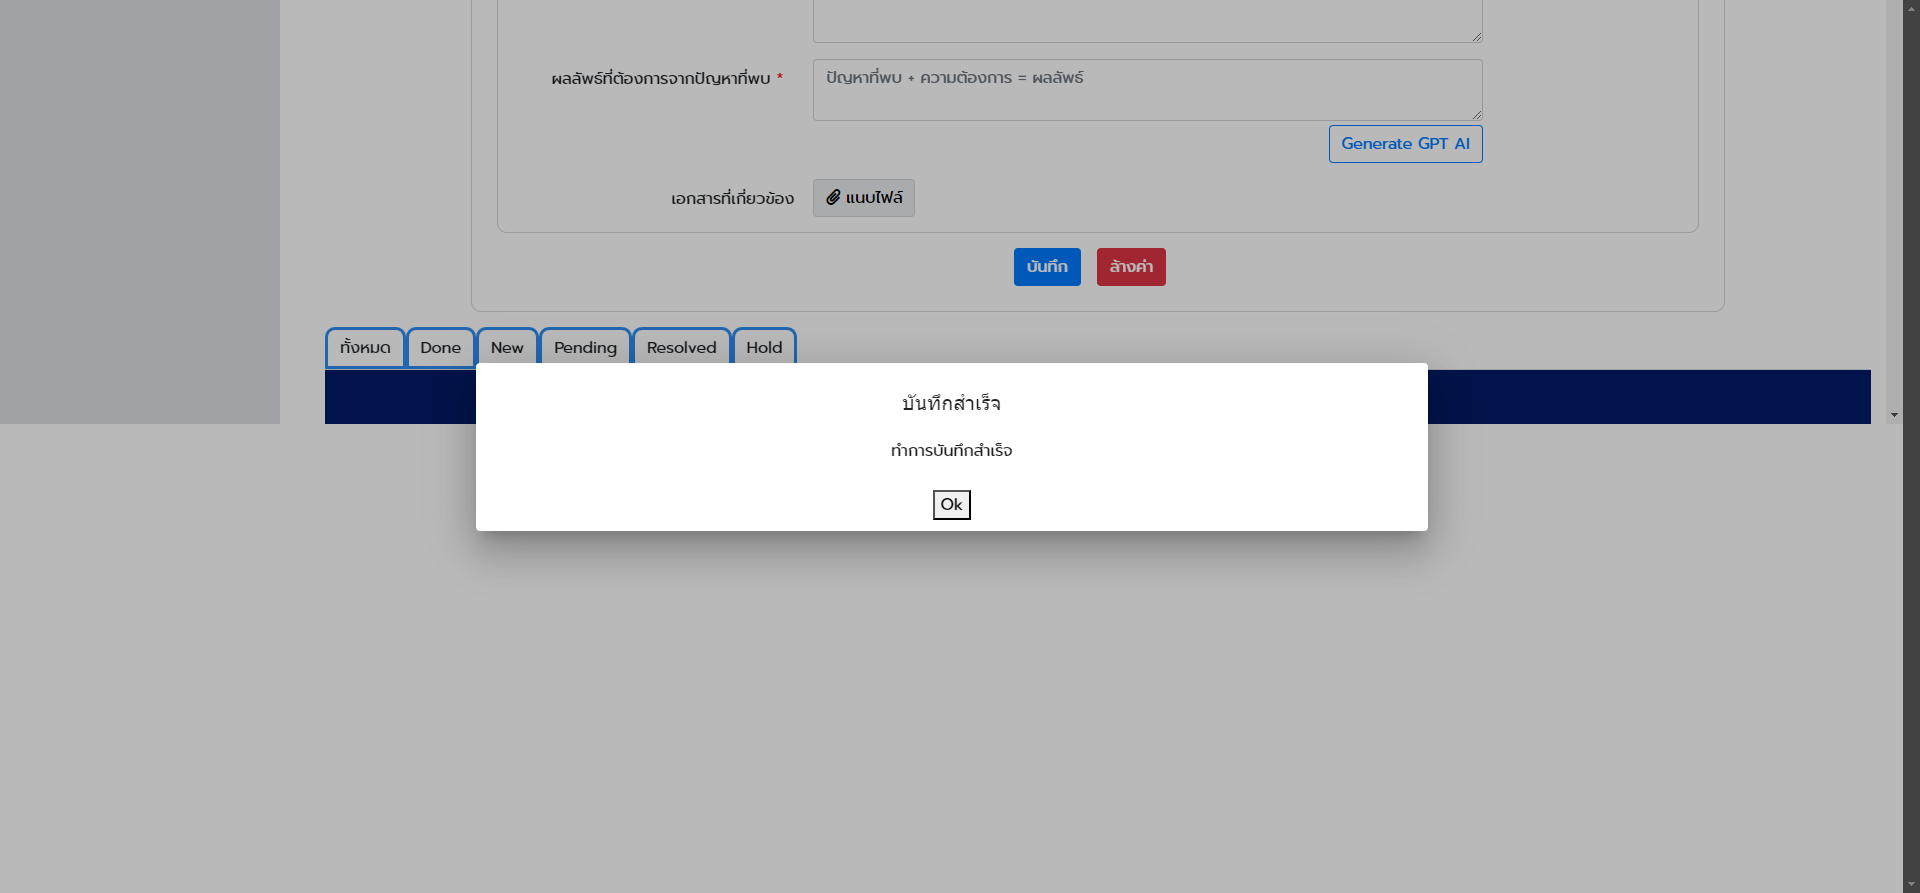 ผลลัพธ์ที่ต้องการจากปัญหาที่พบ *
ปัญหาที่พบ + ความต้องการ = ผลลัพธ์
Generate GPT AI
เอกสารที่เกี่ยวข้อง
แนบไฟล์
บันทึก ล้างค่า
ทั้งหมด Done New Pending Resolved Hold
บันทึกสำเร็จ
ทำการบันทึกสำเร็จ
Ok